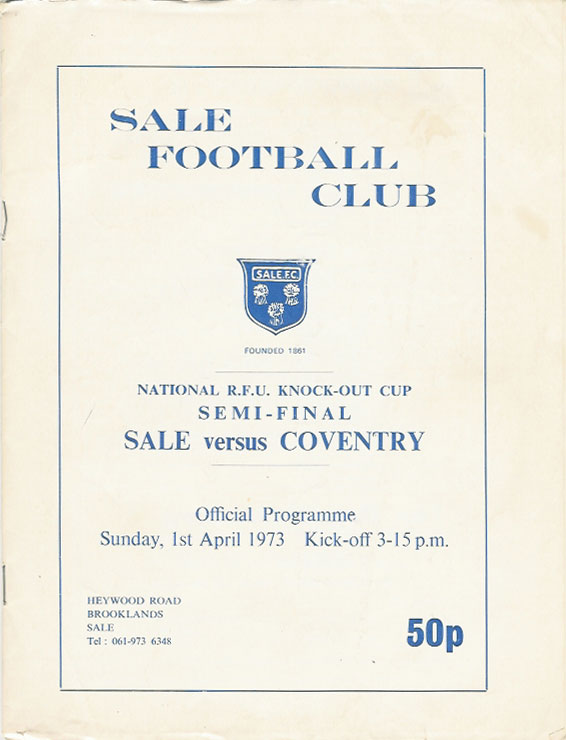 SALE
FOOTBALL
CLUB
SALE.F.C.
FOUNDED 1861
NATIONAL R.F.U. KNOCK-OUT CUP
SEMI-FINAL
SALE versus COVENTRY
Official Programme
Sunday, 1st April 1973 Kick-off 3-15 p.m.
HEYWOOD ROAD
BROOKLANDS
SALE
Tel : 061-973 6348
50p